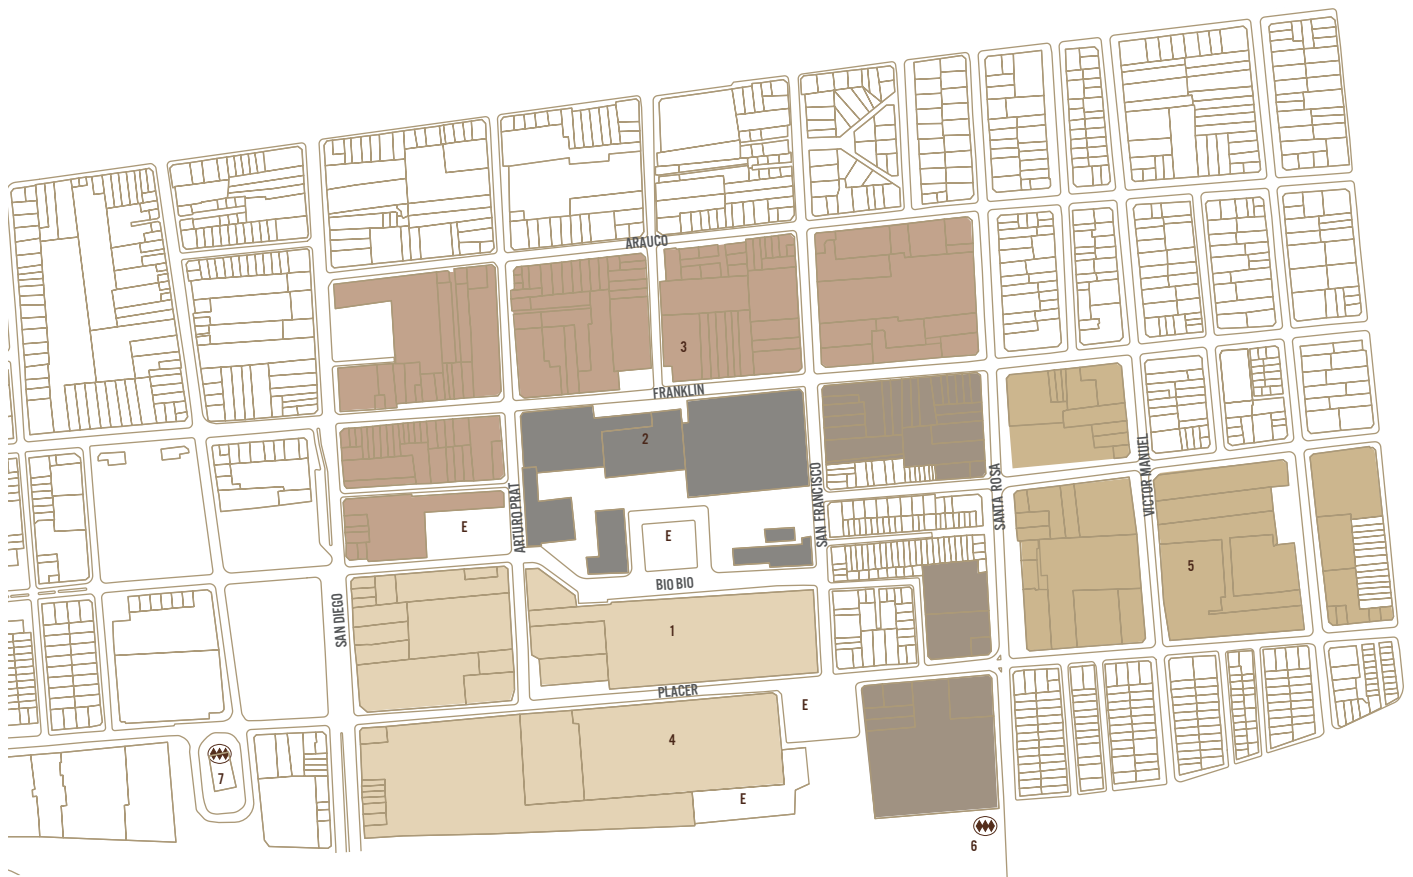 ARAUCO
3
FRANKLIN
2
VICTOR MANUEL
SAN FRANCISCO
SANTA ROSA
ARTURO PRAT
E
E
5
BIO BIO
SAN DIEGO
1
PLACER
E
4
7
E
6